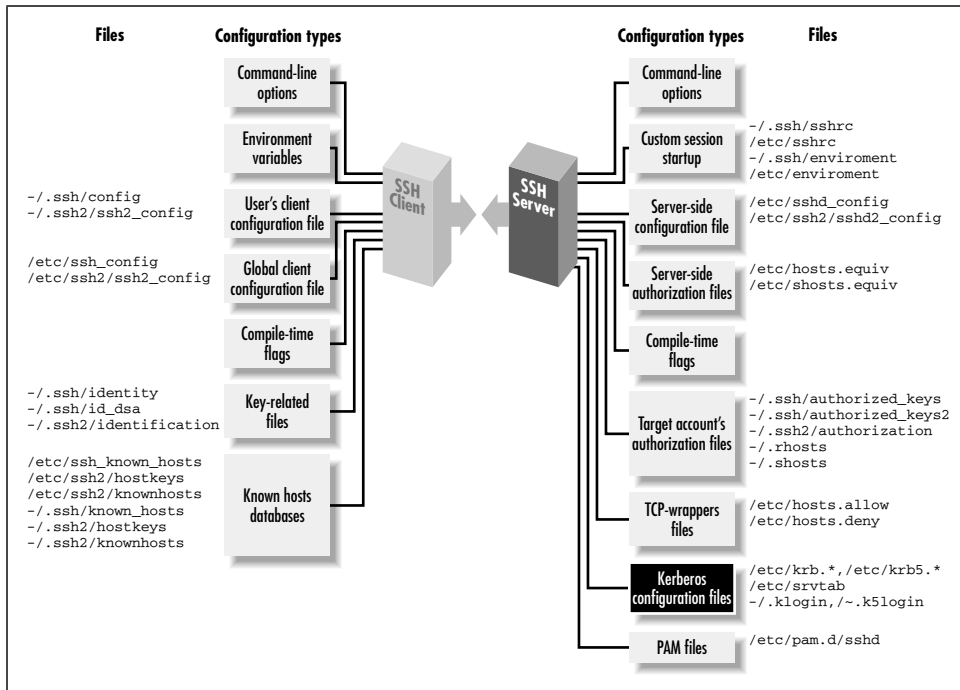 Files
Configuration types
Configuration types
Files
Command-line
options
Environment
variables
-/.ssh/config
-/.ssh2/ssh2_config
User's client
configuration file
/etc/ssh_config
/etc/ssh2/ssh2_config
Global client
configuration file
Compile-time
flags
-/.ssh/identity
-/.ssh/id_dsa
-/.ssh2/identification
Key-related
files
/etc/ssh_known_hosts
/etc/ssh2/hostkeys
/etc/ssh2/knownhosts
-/.ssh/known_hosts
-/.ssh2/hostkeys
-/.ssh2/knownhosts
Known hosts
databases
SSH
Client
SSH
Server
Command-line
options
Custom session
startup
-/.ssh/sshrc
/etc/sshrc
-/.ssh/enviroment
/etc/enviroment
Server-side
configuration file
/etc/sshd_config
/etc/ssh2/sshd2_config
Server-side
authorization files
/etc/hosts.equiv
/etc/shosts.equiv
Compile-time
flags
Target account's
authorization files
-/.ssh/authorized_keys
-/.ssh/authorized_keys2
-/.ssh2/authorization
-/.rhosts
-/.shosts
TCP-wrappers
files
/etc/hosts.allow
/etc/hosts.deny
Kerberos
configuration files
/etc/krb.*,/etc/krb5.*
/etc/srvtab
-/.klogin,/~.k5login
PAM files
/etc/pam.d/sshd